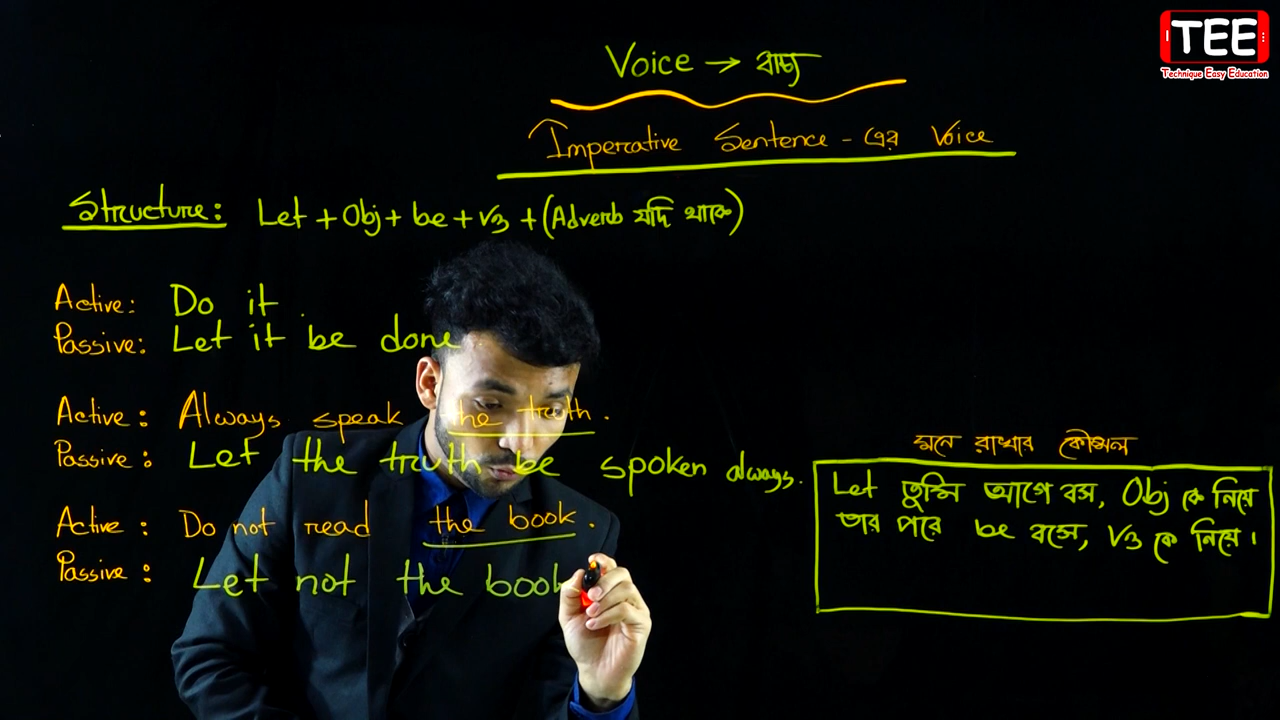 TEE
Technique Easy Education
Voice → বাচ্য
Imperative Sentence - এর Voice
Structure: Let + Obj + be + V3 + (Adverb যদি থাকে)
Active: Do it .
Passive: Let it be done
Active : Always speak the truth .
Passive : Let the truth be spoken always.
Active : Do not read the book .
Passive : Let not the book
মনে রাখার কৌশল
Let তুমি আগে বস, Obj কে নিয়ে
তার পরে be বসে, V3 কে নিয়ে।